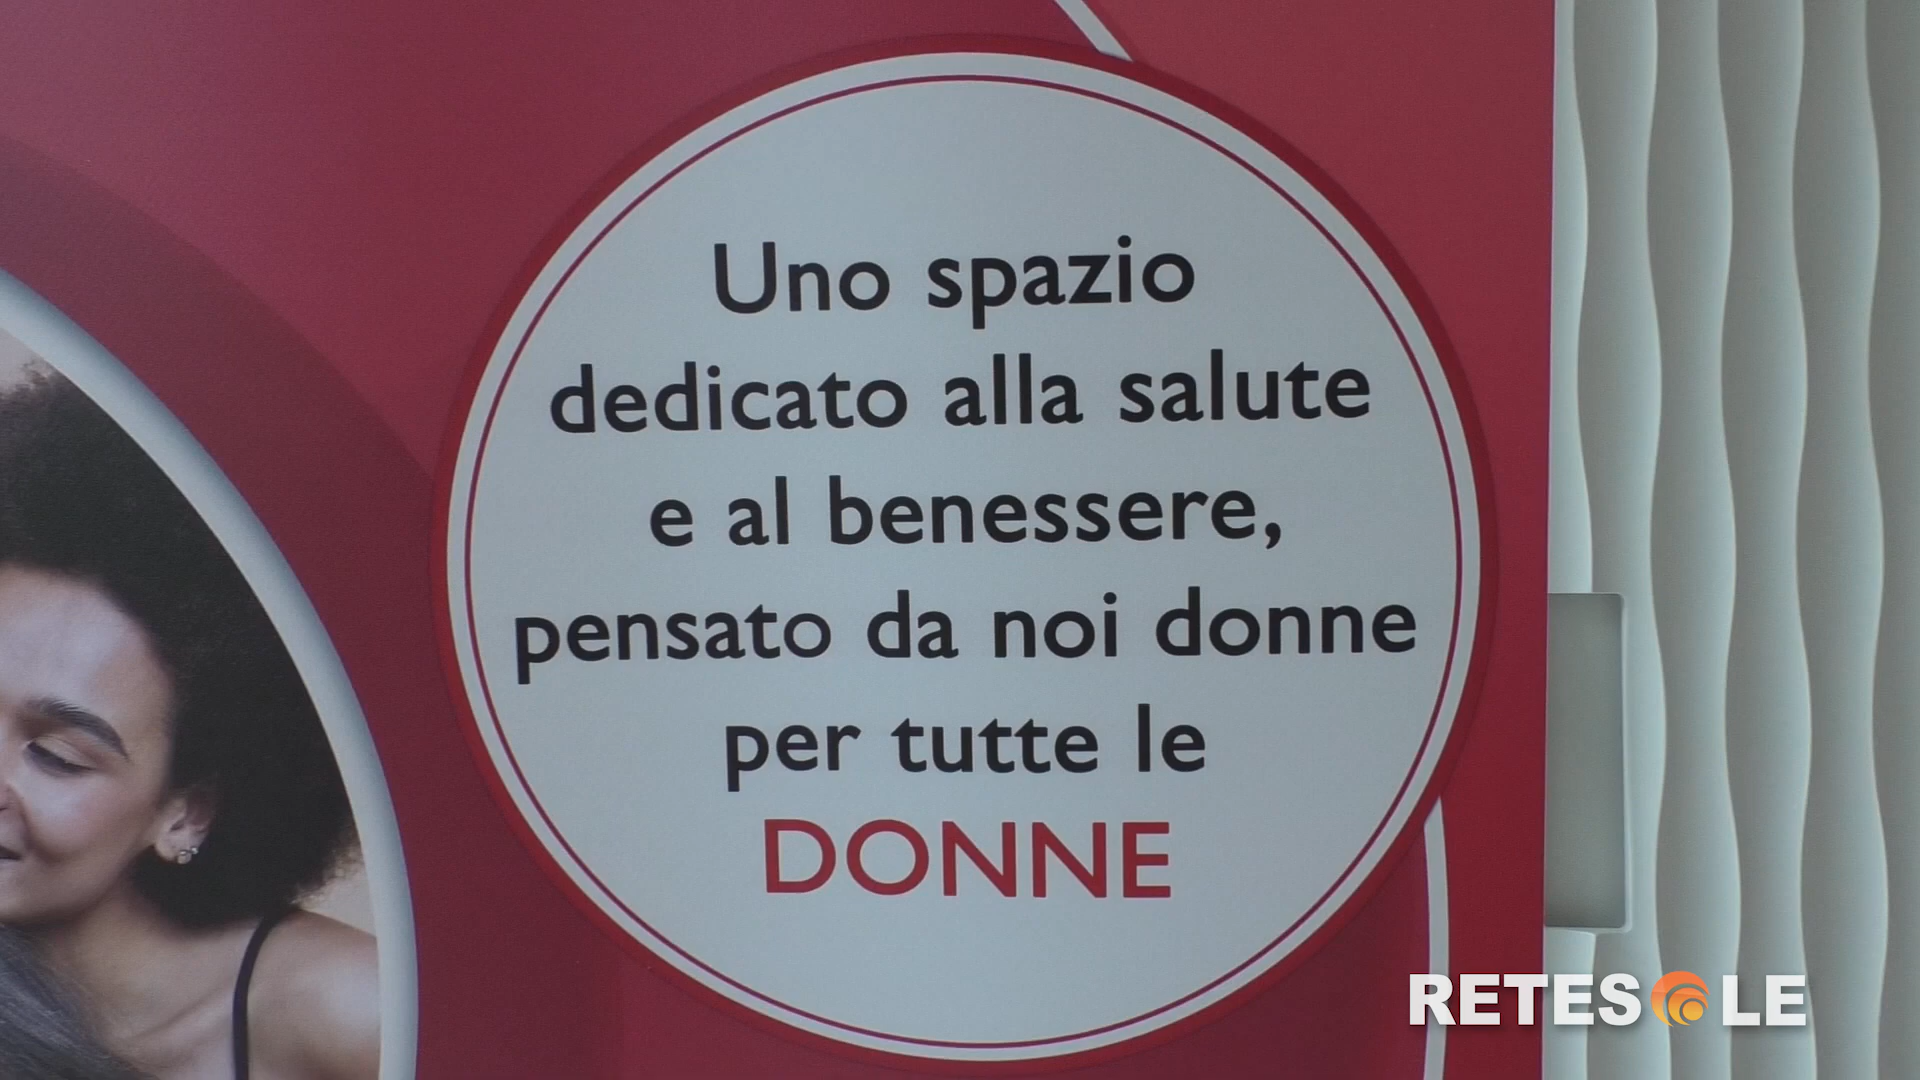 Uno spazio
dedicato alla salute
e al benessere,
pensato da noi donne
per tutte le
DONNE
RETESOLE